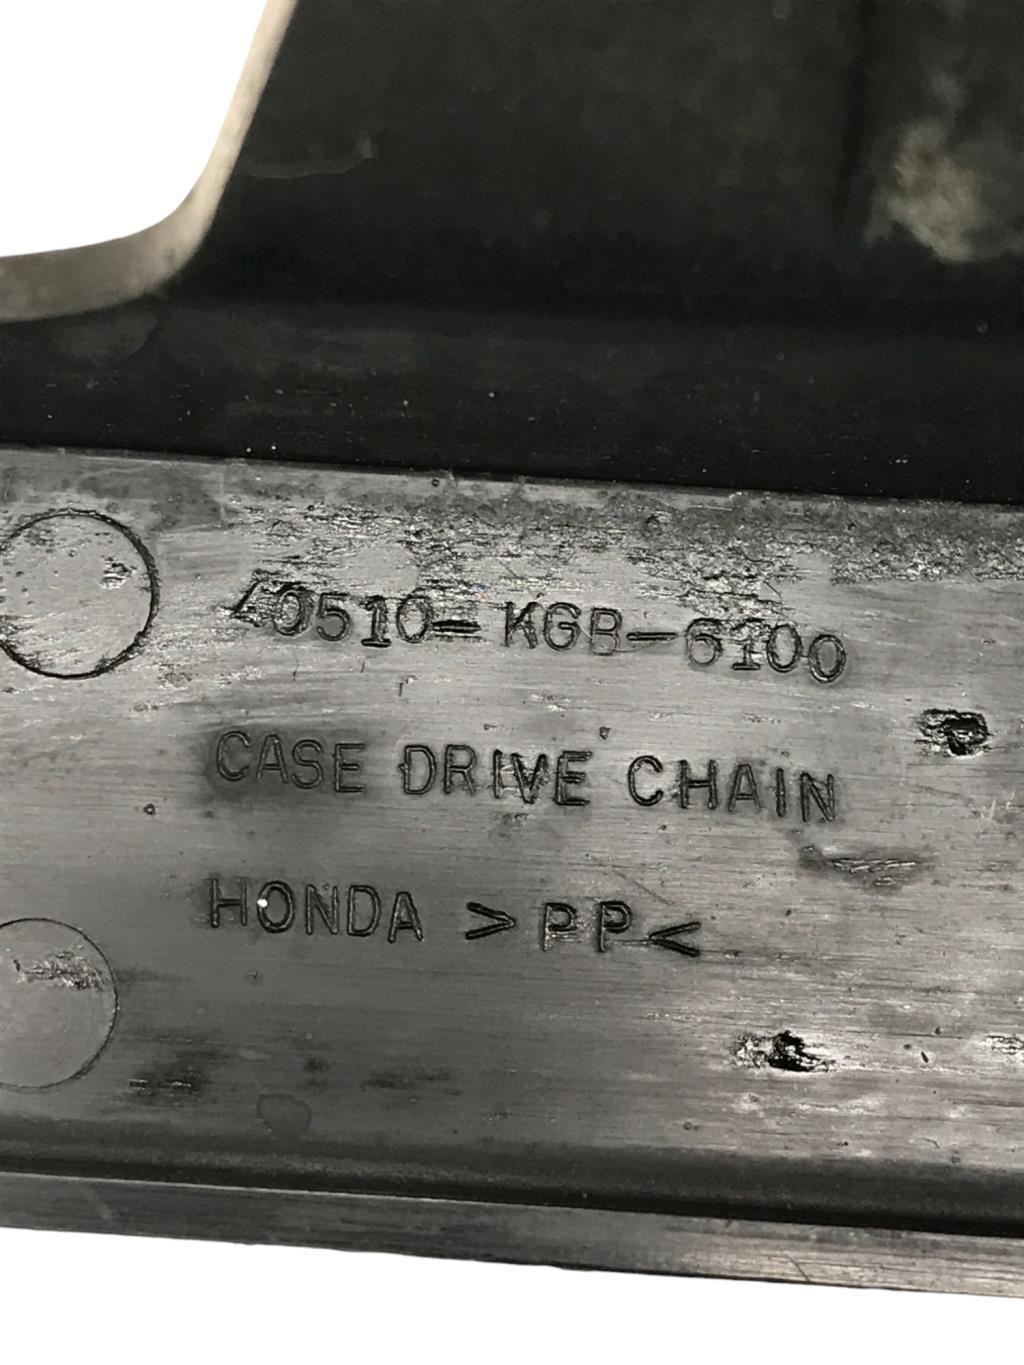 40510-KGB-6100
CASE DRIVE CHAIN
HONDA >PP<